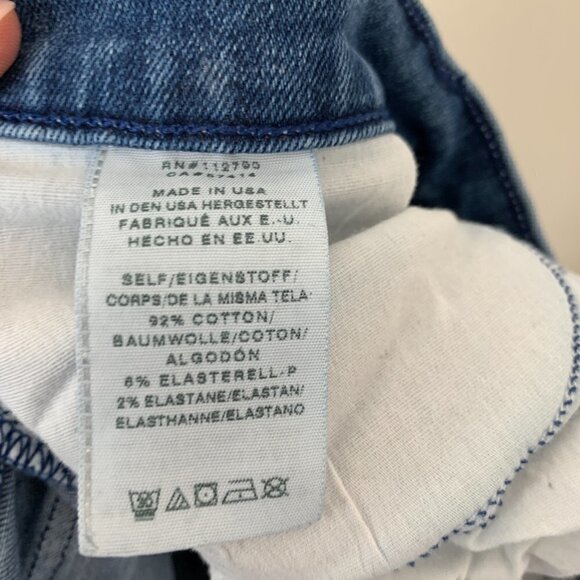 RN#112790
MADE IN USA
IN DEN USA HERGESTELLT
FABRIQUÉ AUX E.-U.
HECHO EN EE.UU.
SELF/EIGENSTOFF/
CORPS/DE LA MISMA TELA
92% COTTON/
BAUMWOLLE/COTON/
ALGODÓN
6% ELASTERELL-P
2% ELASTANE/ELASTAN/
ELASTHANNE/ELASTANO
30